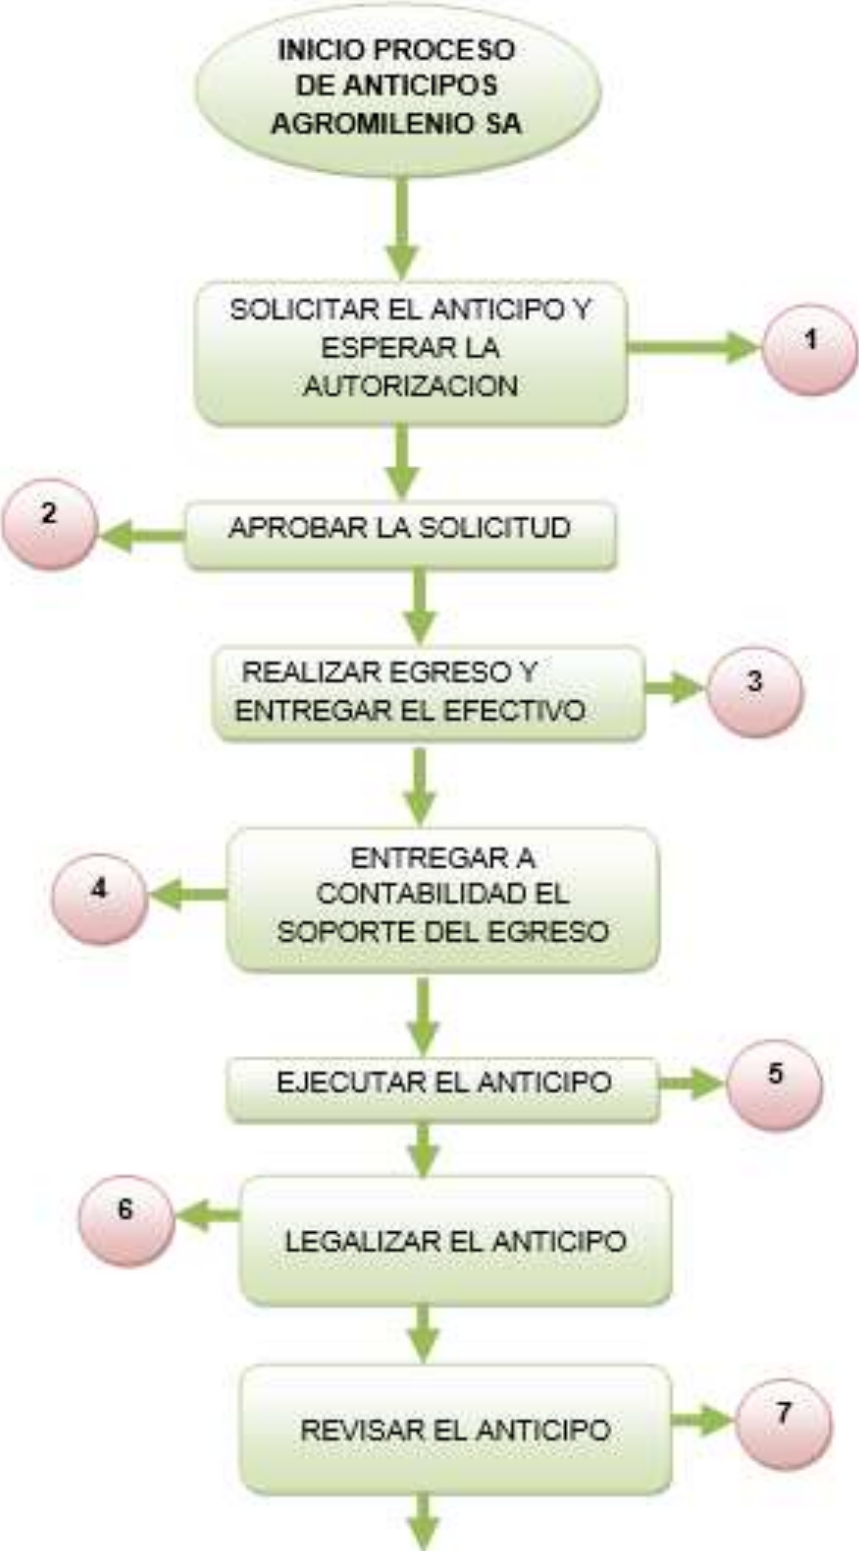 INICIO PROCESO
DE ANTICIPOS
AGROMILENIO SA
SOLICITAR EL ANTICIPO Y
ESPERAR LA
AUTORIZACION
1
2
APROBAR LA SOLICITUD
REALIZAR EGRESO Y
ENTREGAR EL EFECTIVO
3
ENTREGAR A
CONTABILIDAD EL
SOPORTE DEL EGRESO
4
EJECUTAR EL ANTICIPO
5
6
LEGALIZAR EL ANTICIPO
REVISAR EL ANTICIPO
7